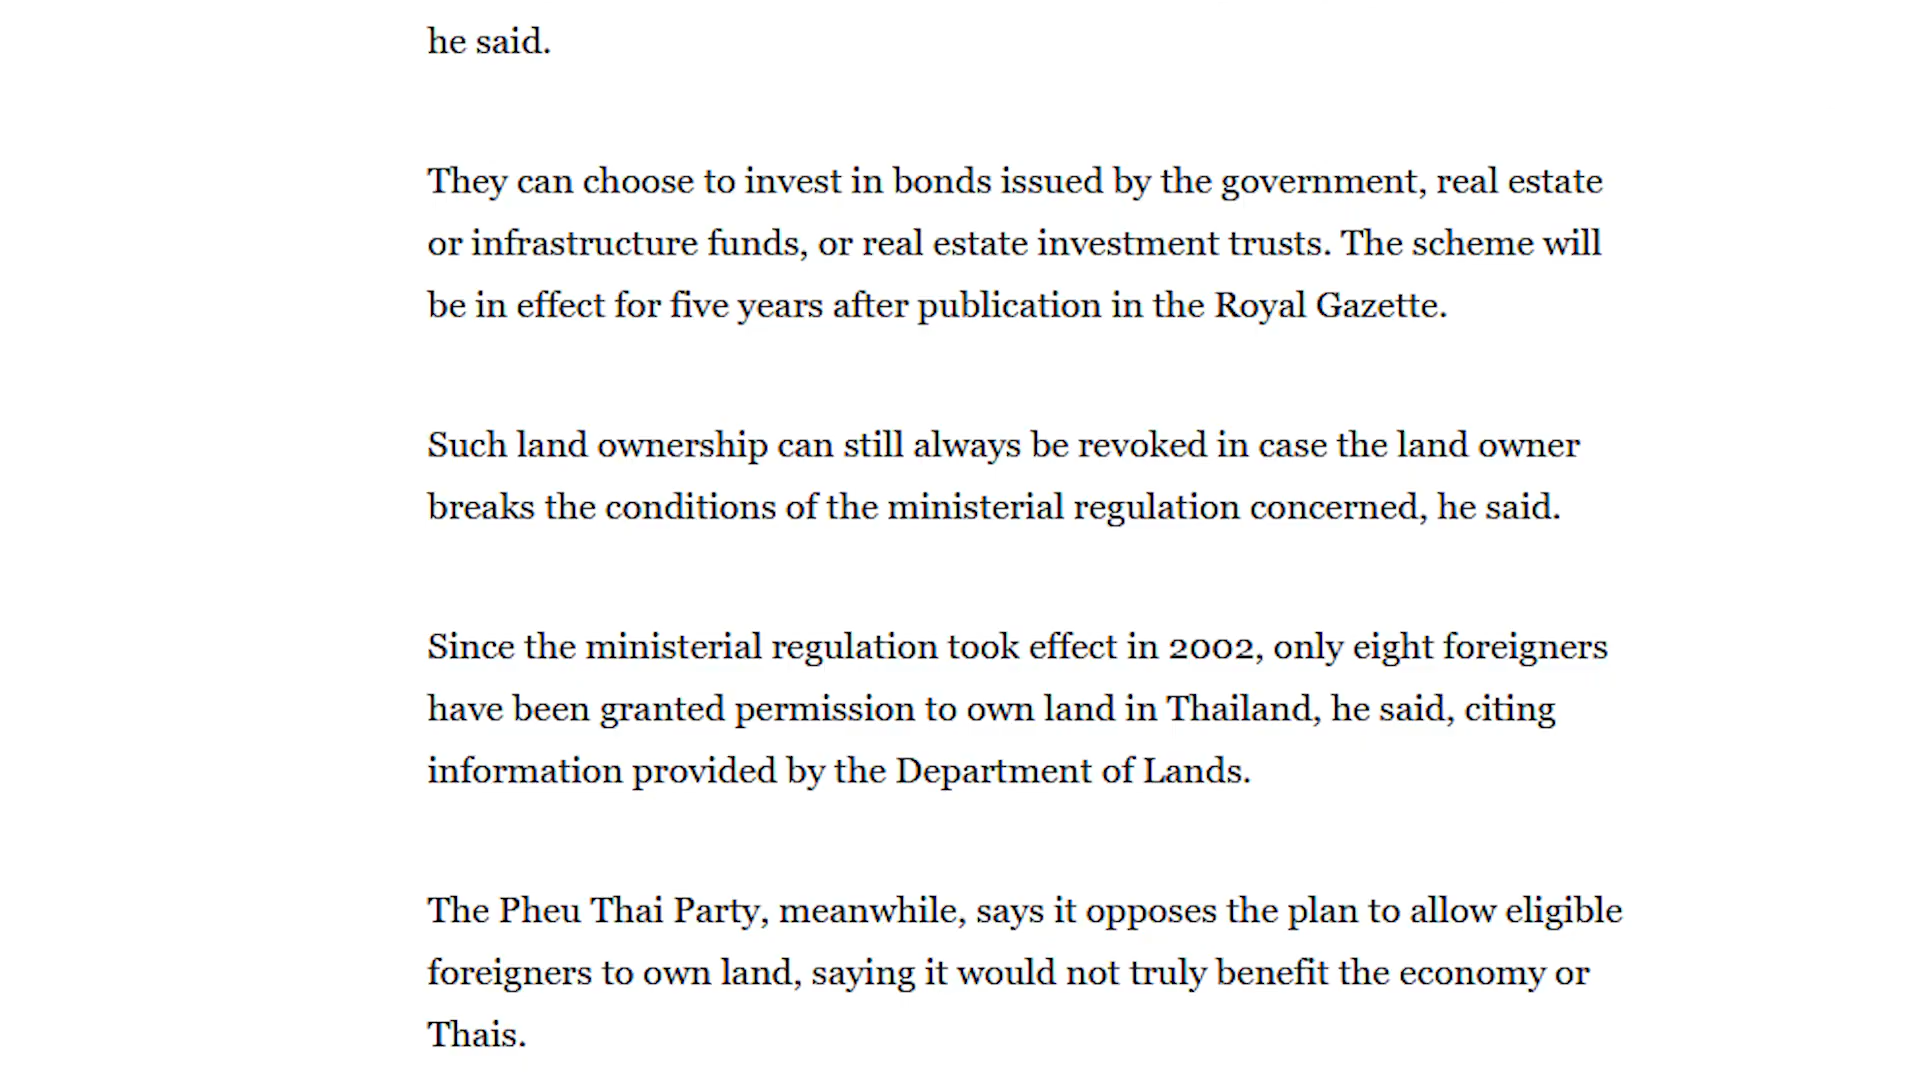 he said.
They can choose to invest in bonds issued by the government, real estate
or infrastructure funds, or real estate investment trusts. The scheme will
be in effect for five years after publication in the Royal Gazette.
Such land ownership can still always be revoked in case the land owner
breaks the conditions of the ministerial regulation concerned, he said.
Since the ministerial regulation took effect in 2002, only eight foreigners
have been granted permission to own land in Thailand, he said, citing
information provided by the Department of Lands.
The Pheu Thai Party, meanwhile, says it opposes the plan to allow eligible
foreigners to own land, saying it would not truly benefit the economy or
Thais.